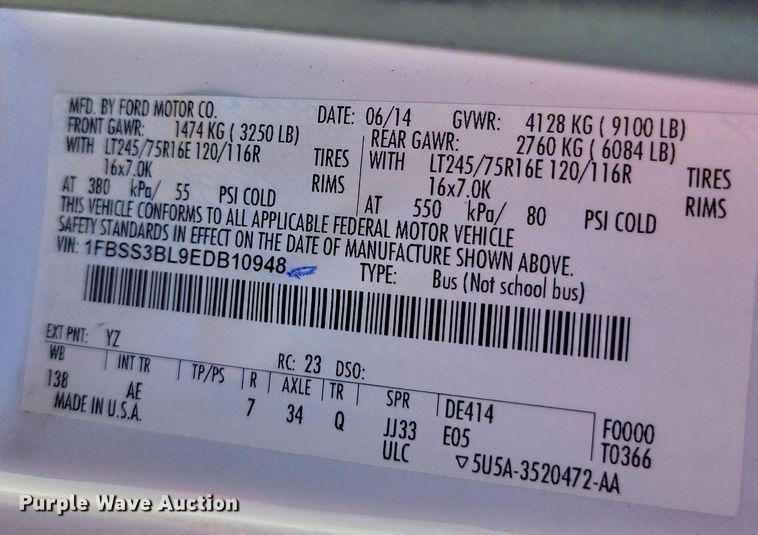 MFD. BY FORD MOTOR CO. DATE: 06/14 GVWR: 4128 KG ( 9100 LB)
FRONT GAWR: 1474 KG ( 3250 LB) REAR GAWR: 2760 KG ( 6084 LB)
WITH LT245/75R16E 120/116R TIRES WITH LT245/75R16E 120/116R TIRES
16x7.0K RIMS 16x7.0K RIMS
AT 380 kPa/ 55 PSI COLD AT 550 kPa/ 80 PSI COLD
THIS VEHICLE CONFORMS TO ALL APPLICABLE FEDERAL MOTOR VEHICLE
SAFETY STANDARDS IN EFFECT ON THE DATE OF MANUFACTURE SHOWN ABOVE.
VIN: 1FBSS3BL9EDB10948 TYPE: Bus (Not school bus)
EXT PNT: YZ RC: 23 DSO:
WB INT TR TP/PS R AXLE TR SPR DE414 F0000
138 AE 7 34 Q JJ33 E05 T0366
MADE IN U.S.A. ULC ▽5U5A-3520472-AA
Purple Wave Auction